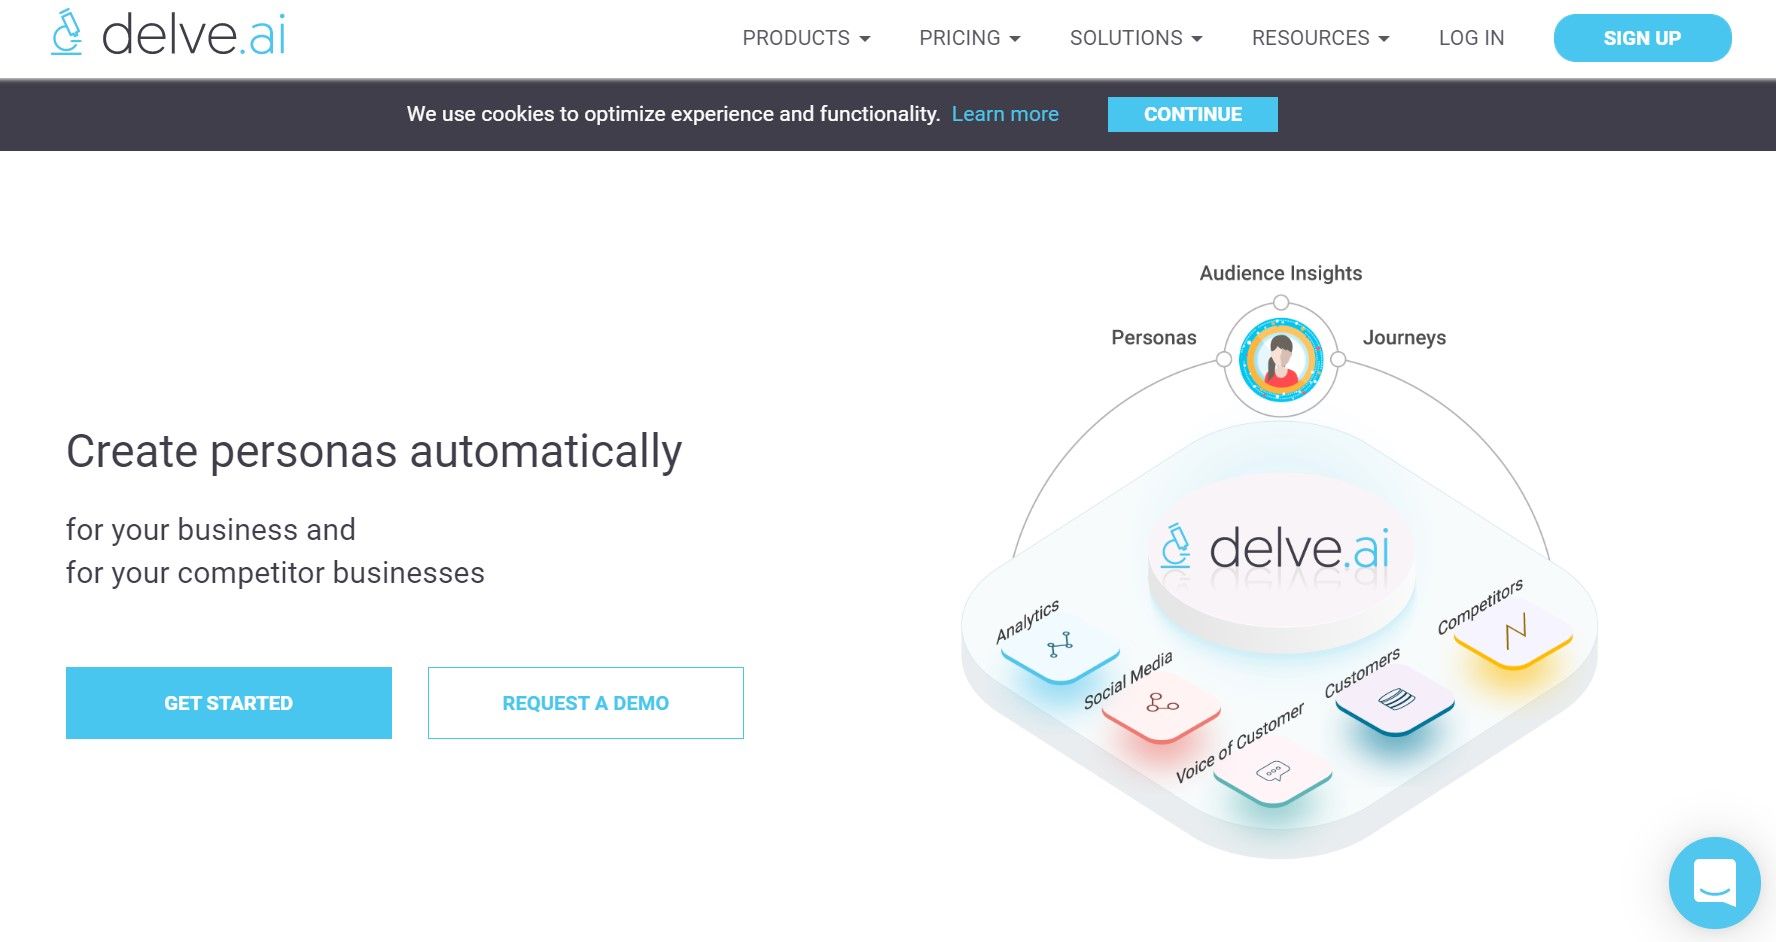 delve.ai
PRODUCTS
PRICING
SOLUTIONS
RESOURCES
LOG IN
SIGN UP
We use cookies to optimize experience and functionality. Learn more
CONTINUE
Create personas automatically
for your business and
for your competitor businesses
GET STARTED
REQUEST A DEMO
Audience Insights
Personas
Journeys
delve.ai
Analytics
Social Media
Voice of Customer
Customers
Competitors